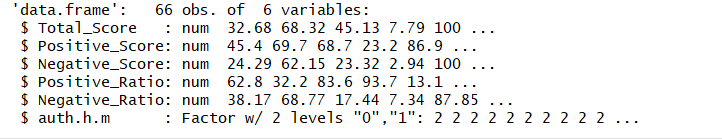 'data.frame': 66 obs. of 6 variables:
$ Total_Score : num 32.68 68.32 45.13 7.79 100 ...
$ Positive_Score: num 45.4 69.7 68.7 23.2 86.9 ...
$ Negative_Score: num 24.29 62.15 23.32 2.94 100 ...
$ Positive_Ratio: num 62.8 32.2 83.6 93.7 13.1 ...
$ Negative_Ratio: num 38.17 68.77 17.44 7.34 87.85 ...
$ auth.h.m : Factor w/ 2 levels "0","1": 2 2 2 2 2 2 2 2 2 2 ...